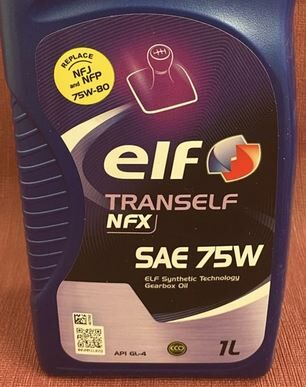 REPLACE
NFJ
and NFP
75W-80
elf
TRANSELF
NFX
SAE 75W
ELF Synthetic Technology
Gearbox Oil
API GL-4
ECO
1L